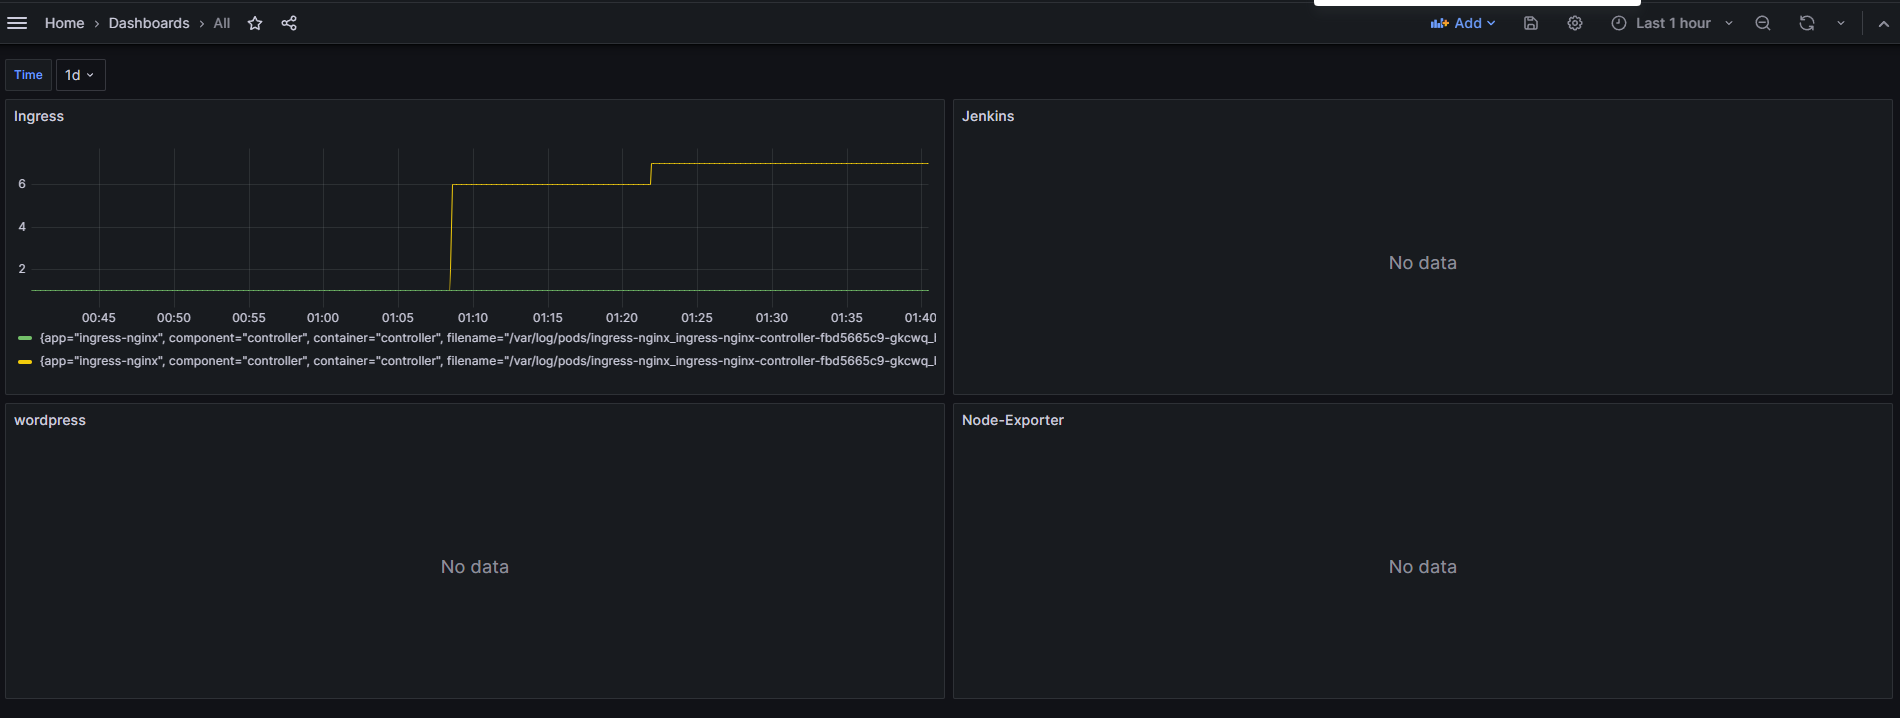 Home › Dashboards › All
Add
Last 1 hour
Time
1d
Ingress
6
4
2
00:45 00:50 00:55 01:00 01:05 01:10 01:15 01:20 01:25 01:30 01:35 01:40
{app="ingress-nginx", component="controller", container="controller", filename="/var/log/pods/ingress-nginx_ingress-nginx-controller-fbd5665c9-gkcwq_
{app="ingress-nginx", component="controller", container="controller", filename="/var/log/pods/ingress-nginx_ingress-nginx-controller-fbd5665c9-gkcwq_
Jenkins
No data
wordpress
No data
Node-Exporter
No data